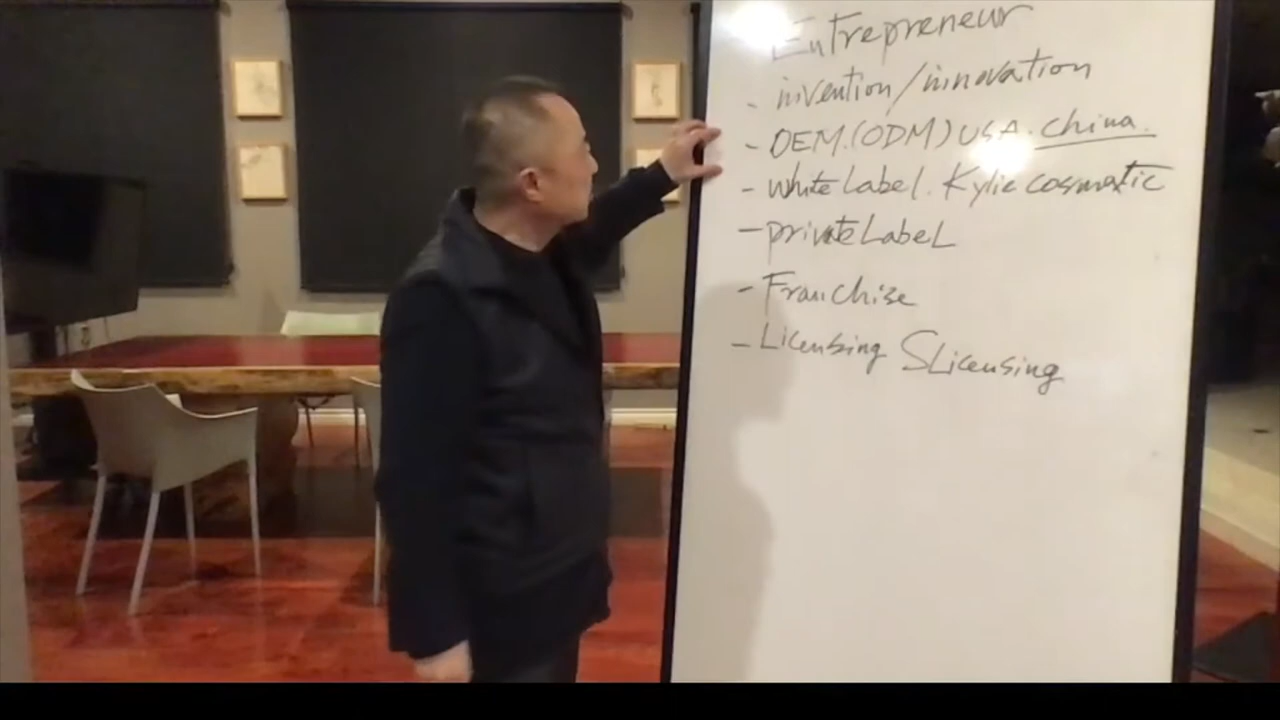 Entrepreneur
- invention/innovation
- OEM.(ODM) USA. China.
- white Label. Kylie cosmatic
- private Label
- Franchise
- Licensing SLicensing